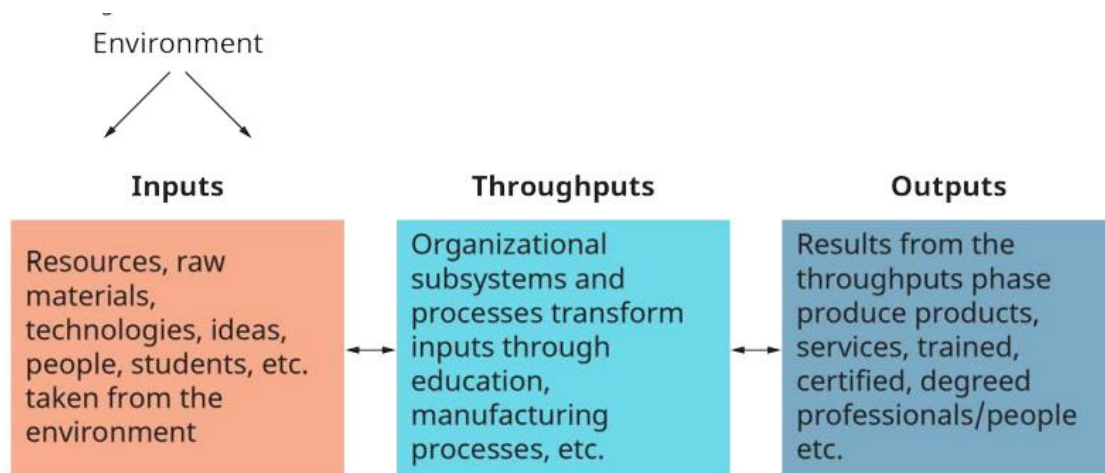 Environment
Inputs
Throughputs
Outputs
Resources, raw
materials,
technologies, ideas,
people, students, etc.
taken from the
environment
Organizational
subsystems and
processes transform
inputs through
education,
manufacturing
processes, etc.
Results from the
throughputs phase
produce products,
services, trained,
certified, degreed
professionals/people
etc.